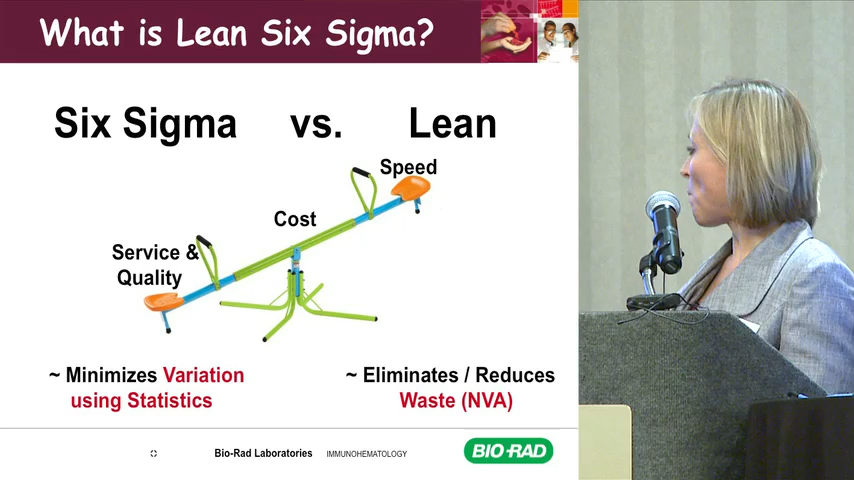 What is Lean Six Sigma?
Six Sigma vs. Lean
Speed
Cost
Service &
Quality
~ Minimizes Variation
using Statistics
~ Eliminates / Reduces
Waste (NVA)
Bio-Rad Laboratories IMMUNOHEMATOLOGY
BIO-RAD